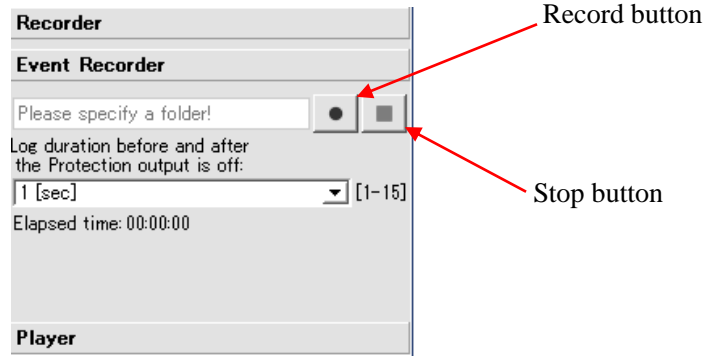 Record button
Recorder
Event Recorder
Please specify a folder!
Log duration before and after
the Protection output is off:
1 [sec]
[1-15]
Stop button
Elapsed time: 00:00:00
Player